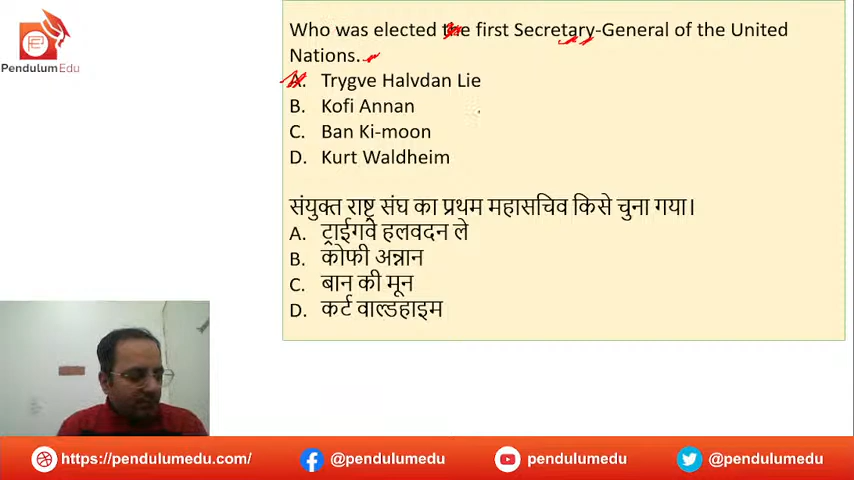 PendulumEdu
Who was elected the first Secretary-General of the United
Nations.
A. Trygve Halvdan Lie
B. Kofi Annan
C. Ban Ki-moon
D. Kurt Waldheim
संयुक्त राष्ट्र संघ का प्रथम महासचिव किसे चुना गया।
A. ट्राईगवे हलवदन ले
B. कोफी अन्नान
C. बान की मून
D. कर्ट वाल्डहाइम
https://pendulumedu.com/ @pendulumedu pendulumedu @pendulumedu